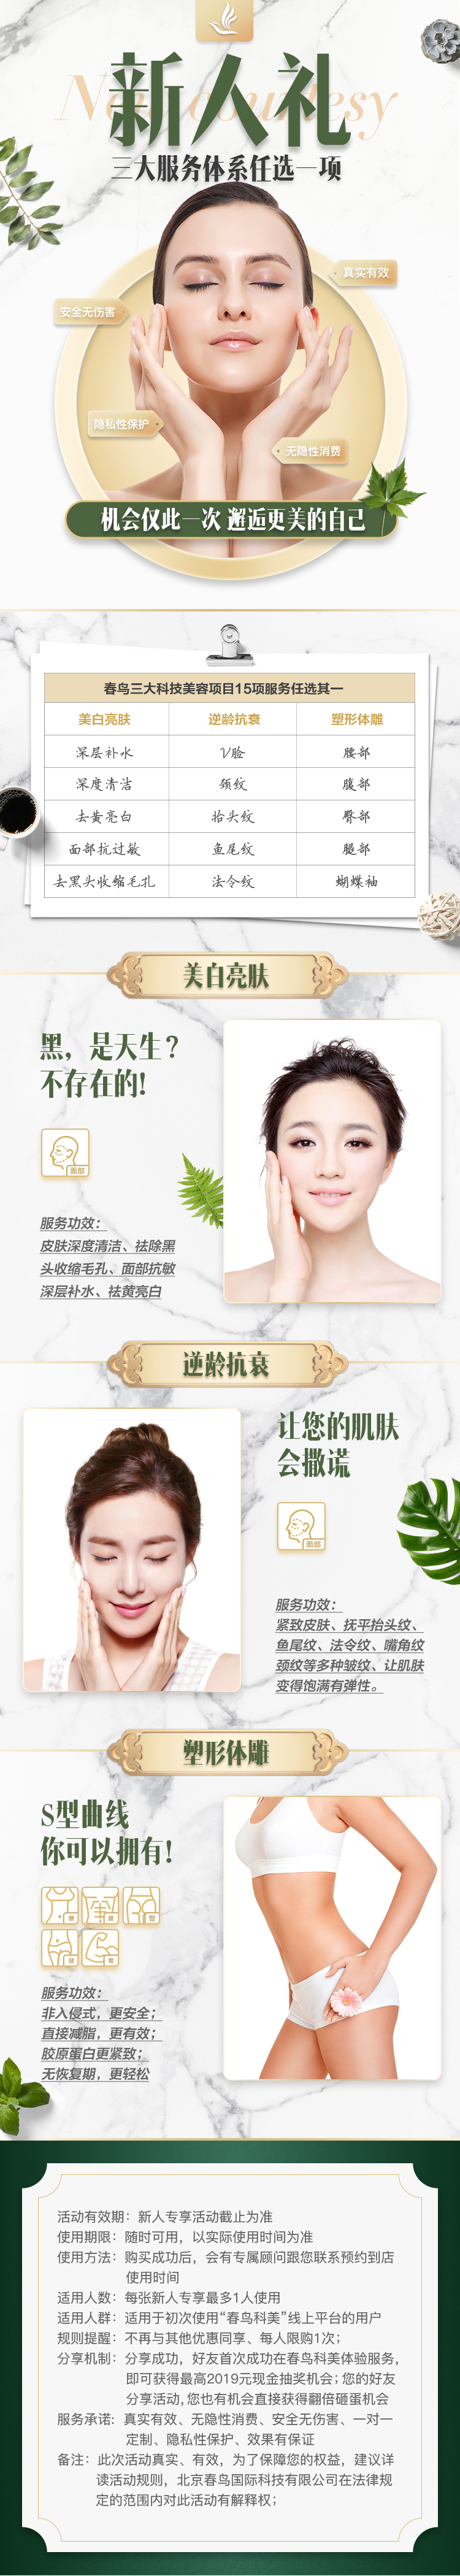 New courtesy
新人礼
三大服务体系任选一项
真实有效
安全无伤害
隐私性保护
无隐性消费
机会仅此一次 邂逅更美的自己
春鸟三大科技美容项目15项服务任选其一
美白亮肤 逆龄抗衰 塑形体雕
深层补水 V脸 腰部
深度清洁 颈纹 腹部
去黄亮白 抬头纹 臀部
面部抗过敏 鱼尾纹 腿部
去黑头收缩毛孔 法令纹 蝴蝶袖
美白亮肤
黑，是天生？
不存在的！
面部
服务功效：
皮肤深度清洁、祛除黑
头收缩毛孔、面部抗敏
深层补水、祛黄亮白
逆龄抗衰
让您的肌肤
会撒谎
面部
服务功效：
紧致皮肤、抚平抬头纹、
鱼尾纹、法令纹、嘴角纹
颈纹等多种皱纹、让肌肤
变得饱满有弹性。
塑形体雕
S型曲线
你可以拥有！
服务功效：
非入侵式，更安全；
直接减脂，更有效；
胶原蛋白更紧致；
无恢复期，更轻松
活动有效期：新人专享活动截止为准
使用期限：随时可用，以实际使用时间为准
使用方法：购买成功后，会有专属顾问跟您联系预约到店
使用时间
适用人数：每张新人专享最多1人使用
适用人群：适用于初次使用“春鸟科美”线上平台的用户
规则提醒：不再与其他优惠同享、每人限购1次；
分享机制：分享成功，好友首次成功在春鸟科美体验服务，
即可获得最高2019元现金抽奖机会；您的好友
分享活动，您也有机会直接获得翻倍砸蛋机会
服务承诺：真实有效、无隐性消费、安全无伤害、一对一
定制、隐私性保护、效果有保证
备注：此次活动真实、有效，为了保障您的权益，建议详
读活动规则，北京春鸟国际科技有限公司在法律规
定的范围内对此活动有解释权；